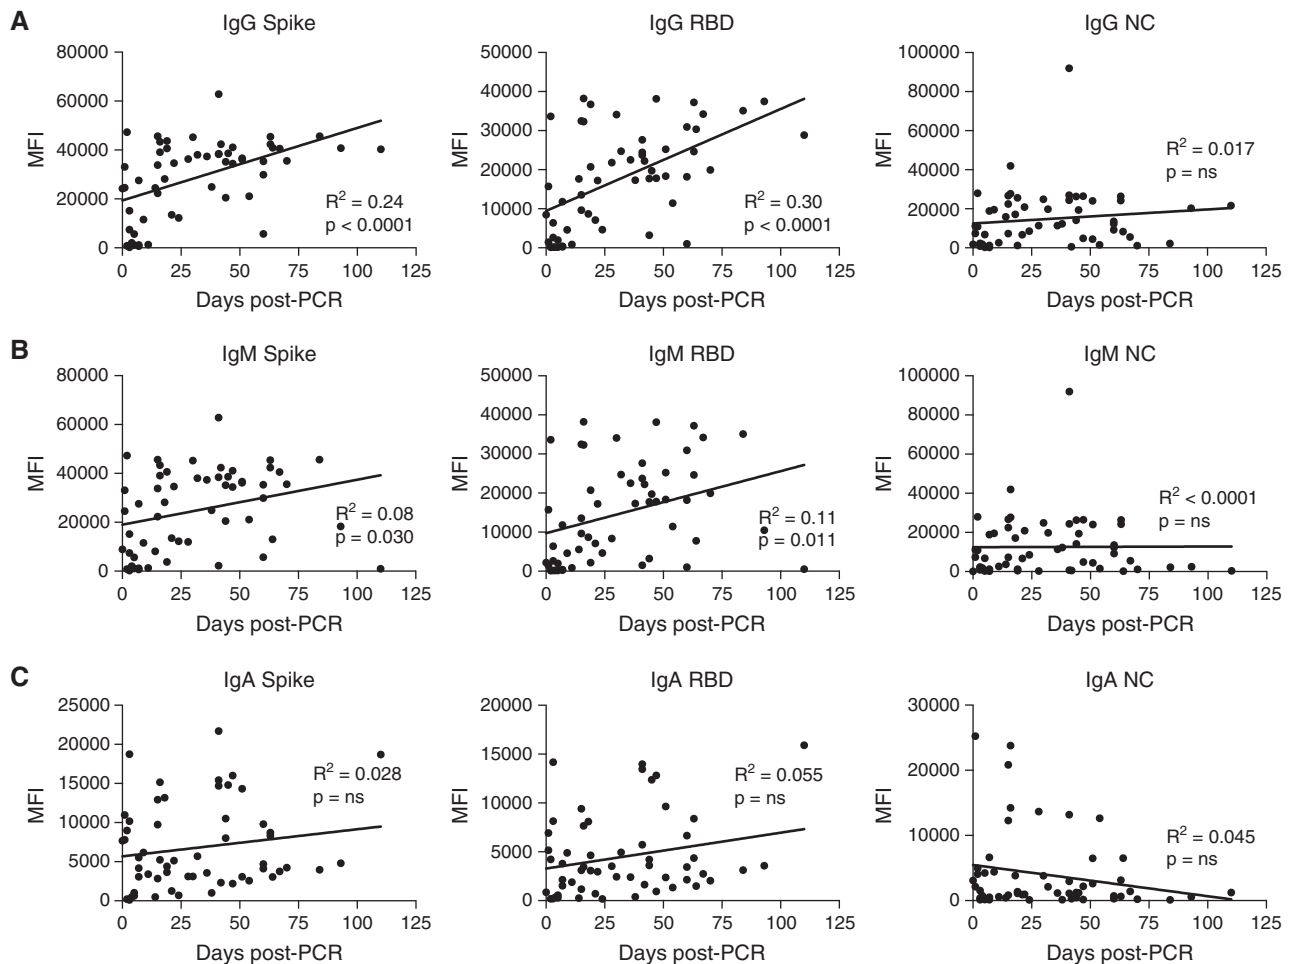 A
IgG Spike
IgG RBD
IgG NC
MFI
80000
60000
40000
20000
0
0 25 50 75 100 125
Days post-PCR
R² = 0.24
p < 0.0001
MFI
50000
40000
30000
20000
10000
0
0 25 50 75 100 125
Days post-PCR
R² = 0.30
p < 0.0001
MFI
100000
80000
60000
40000
20000
0
0 25 50 75 100 125
Days post-PCR
R² = 0.017
p = ns
B
IgM Spike
IgM RBD
IgM NC
MFI
80000
60000
40000
20000
0
0 25 50 75 100 125
Days post-PCR
R² = 0.08
p = 0.030
MFI
50000
40000
30000
20000
10000
0
0 25 50 75 100 125
Days post-PCR
R² = 0.11
p = 0.011
MFI
100000
80000
60000
40000
20000
0
0 25 50 75 100 125
Days post-PCR
R² < 0.0001
p = ns
C
IgA Spike
IgA RBD
IgA NC
MFI
25000
20000
15000
10000
5000
0
0 25 50 75 100 125
Days post-PCR
R² = 0.028
p = ns
MFI
20000
15000
10000
5000
0
0 25 50 75 100 125
Days post-PCR
R² = 0.055
p = ns
MFI
30000
20000
10000
0
0 25 50 75 100 125
Days post-PCR
R² = 0.045
p = ns